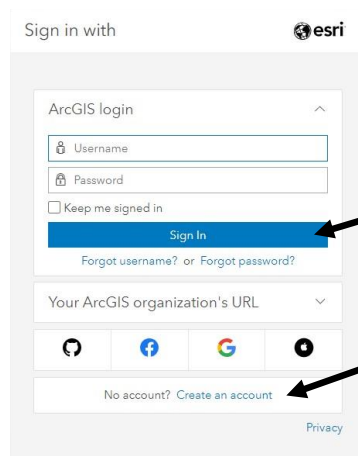 Sign in with esri
ArcGIS login
Username
Password
Keep me signed in
Sign In
Forgot username? or Forgot password?
Your ArcGIS organization's URL
No account? Create an account
Privacy